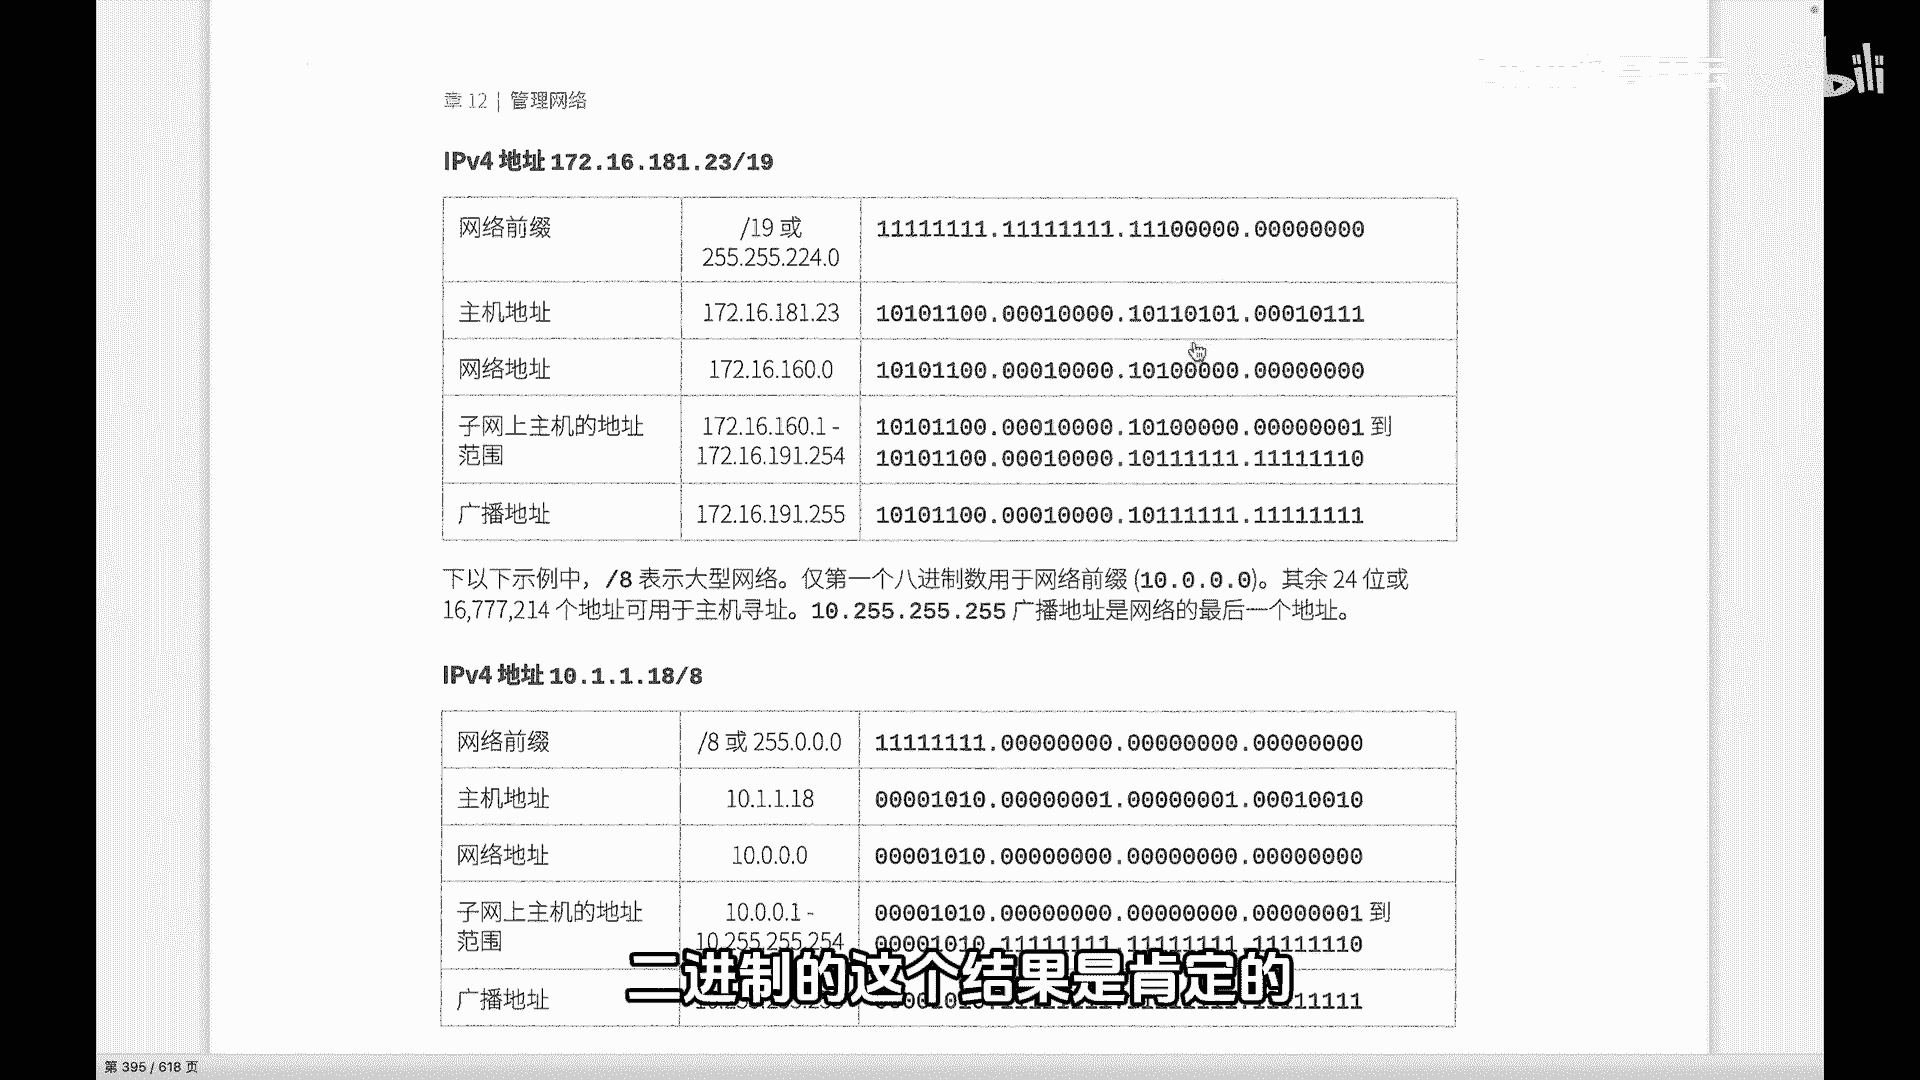 bili
章 12 | 管理网络
IPv4 地址 172.16.181.23/19
网络前缀 /19 或 255.255.224.0 11111111.11111111.11100000.00000000
主机地址 172.16.181.23 10101100.00010000.10110101.00010111
网络地址 172.16.160.0 10101100.00010000.10100000.00000000
子网上主机的地址 172.16.160.1 - 10101100.00010000.10100000.00000001 到
范围 172.16.191.254 10101100.00010000.10111111.11111110
广播地址 172.16.191.255 10101100.00010000.10111111.11111111
下以下示例中，/8 表示大型网络。仅第一个八进制数用于网络前缀 (10.0.0.0)。其余 24 位或
16,777,214 个地址可用于主机寻址。10.255.255.255 广播地址是网络的最后一个地址。
IPv4 地址 10.1.1.18/8
网络前缀 /8 或 255.0.0.0 11111111.00000000.00000000.00000000
主机地址 10.1.1.18 00001010.00000001.00000001.00010010
网络地址 10.0.0.0 00001010.00000000.00000000.00000000
子网上主机的地址 10.0.0.1 - 00001010.00000000.00000000.00000001 到
范围 10.255.255.254 00001010.11111111.11111111.11111110
广播地址
二进制的这个结果是肯定的
第 395 / 618 页